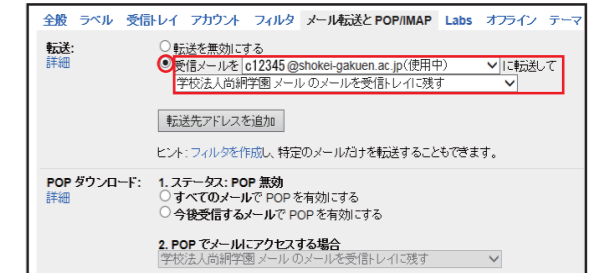 全般 ラベル 受信トレイ アカウント フィルタ メール転送と POP/IMAP Labs オフライン テーマ
転送: 転送を無効にする
詳細 受信メールを c12345 @shokei-gakuen.ac.jp(使用中) に転送して
学校法人尚絅学園 メール のメールを受信トレイに残す
転送先アドレスを追加
ヒント: フィルタを作成し、特定のメールだけを転送することもできます。
POP ダウンロード: 1. ステータス: POP 無効
詳細 すべてのメールで POP を有効にする
今後受信するメールで POP を有効にする
2. POP でメールにアクセスする場合
学校法人尚絅学園 メール のメールを受信トレイに残す